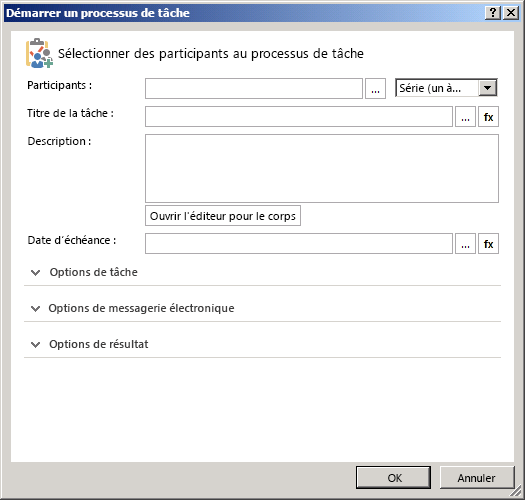 Démarrer un processus de tâche
Sélectionner des participants au processus de tâche
Participants :
...
Série (un à...
Titre de la tâche :
...
fx
Description :
Ouvrir l'éditeur pour le corps
Date d'échéance :
...
fx
Options de tâche
Options de messagerie électronique
Options de résultat
OK
Annuler